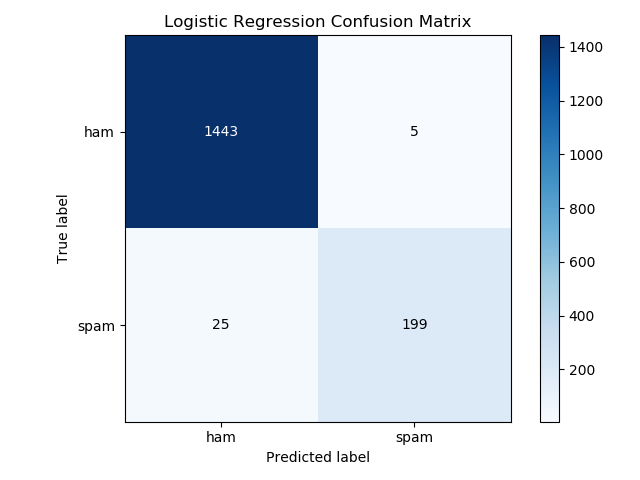 Logistic Regression Confusion Matrix
True label
ham
1443
5
spam
25
199
ham
spam
Predicted label
1400
1200
1000
800
600
400
200